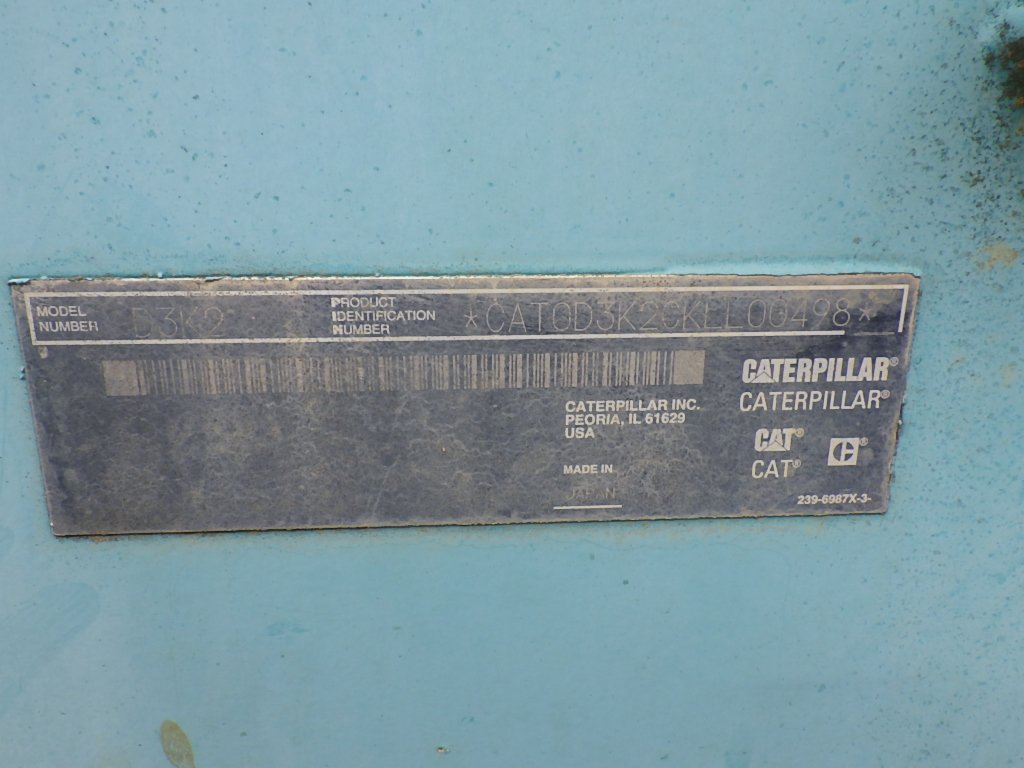 MODEL NUMBER D3K2
PRODUCT IDENTIFICATION NUMBER *CAT0D3K2CKLL00498*
CATERPILLAR®
CATERPILLAR®
CATERPILLAR INC.
PEORIA, IL 61629
USA
CAT®
CAT®
MADE IN
JAPAN
239-6987X-3-